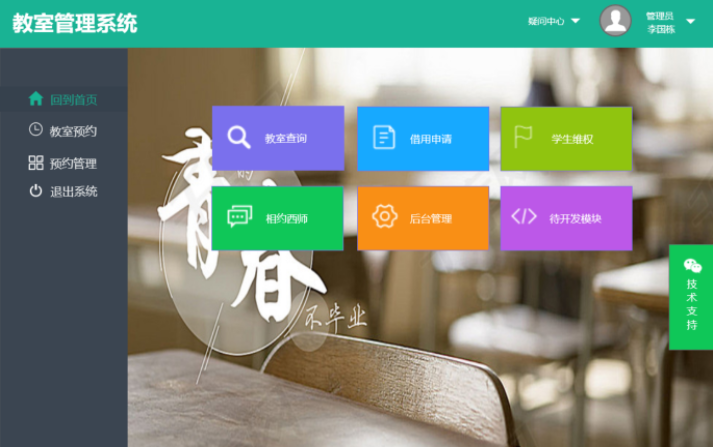 教室管理系统
疑问中心
管理员
李国栋
回到首页
教室预约
预约管理
退出系统
教室查询
借用申请
学生维权
相约西师
后台管理
待开发模块
的
青春
不毕业
技术支持